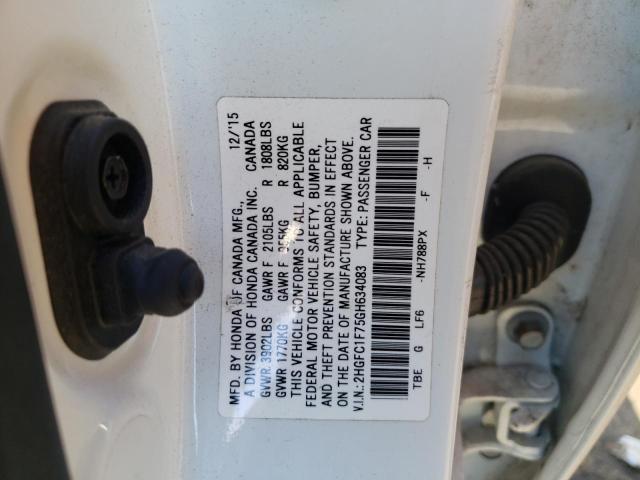 MFD. BY HONDA OF CANADA MFG., 12/'15
A DIVISION OF HONDA CANADA INC. CANADA
GVWR 3902LBS GAWR F 2105LBS R 1808LBS
GVWR 1770KG GAWR F 955KG R 820KG
THIS VEHICLE CONFORMS TO ALL APPLICABLE
FEDERAL MOTOR VEHICLE SAFETY, BUMPER,
AND THEFT PREVENTION STANDARDS IN EFFECT
ON THE DATE OF MANUFACTURE SHOWN ABOVE.
V.I.N.: 2HGFC1F75GH634083 TYPE: PASSENGER CAR
TBE G LF6 -NH788PX -F -H